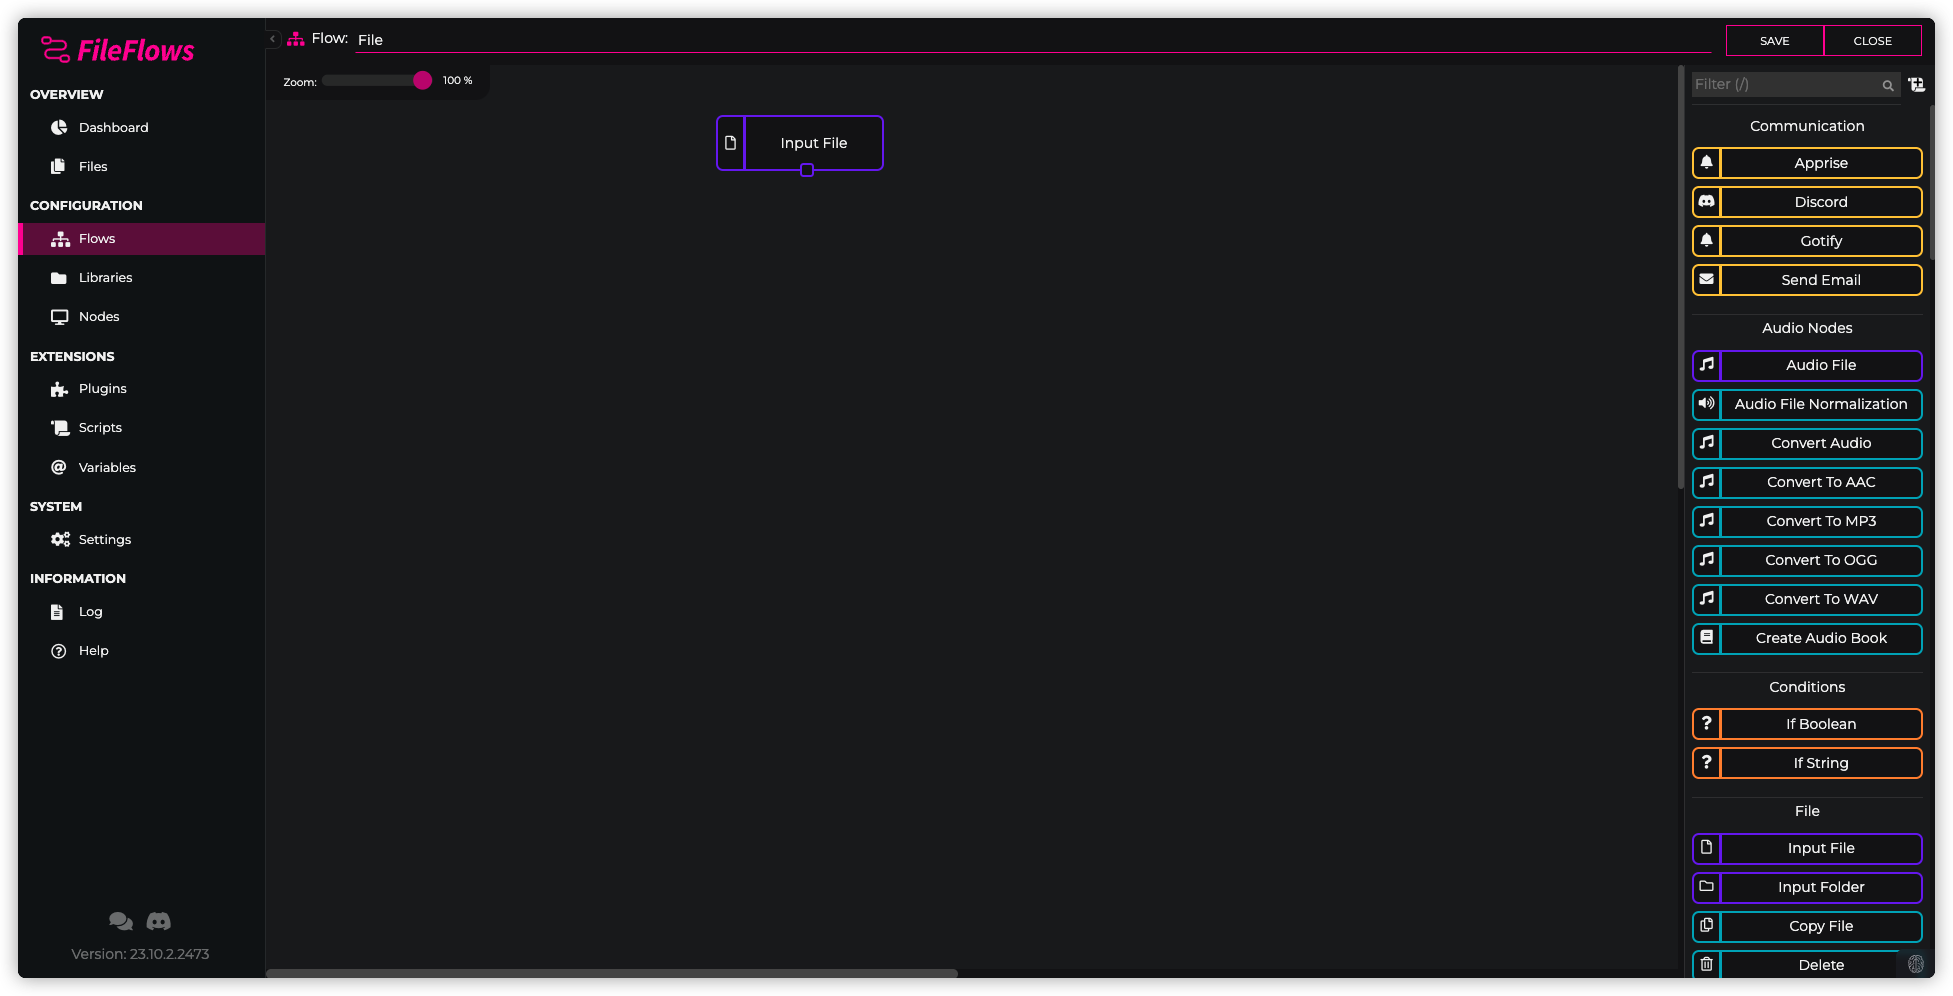 FileFlows
OVERVIEW
Dashboard
Files
CONFIGURATION
Flows
Libraries
Nodes
EXTENSIONS
Plugins
Scripts
Variables
SYSTEM
Settings
INFORMATION
Log
Help
Version: 23.10.2.2473
Flow: File
SAVE CLOSE
Zoom: 100 %
Input File
Filter (/)
Communication
Apprise
Discord
Gotify
Send Email
Audio Nodes
Audio File
Audio File Normalization
Convert Audio
Convert To AAC
Convert To MP3
Convert To OGG
Convert To WAV
Create Audio Book
Conditions
If Boolean
If String
File
Input File
Input Folder
Copy File
Delete